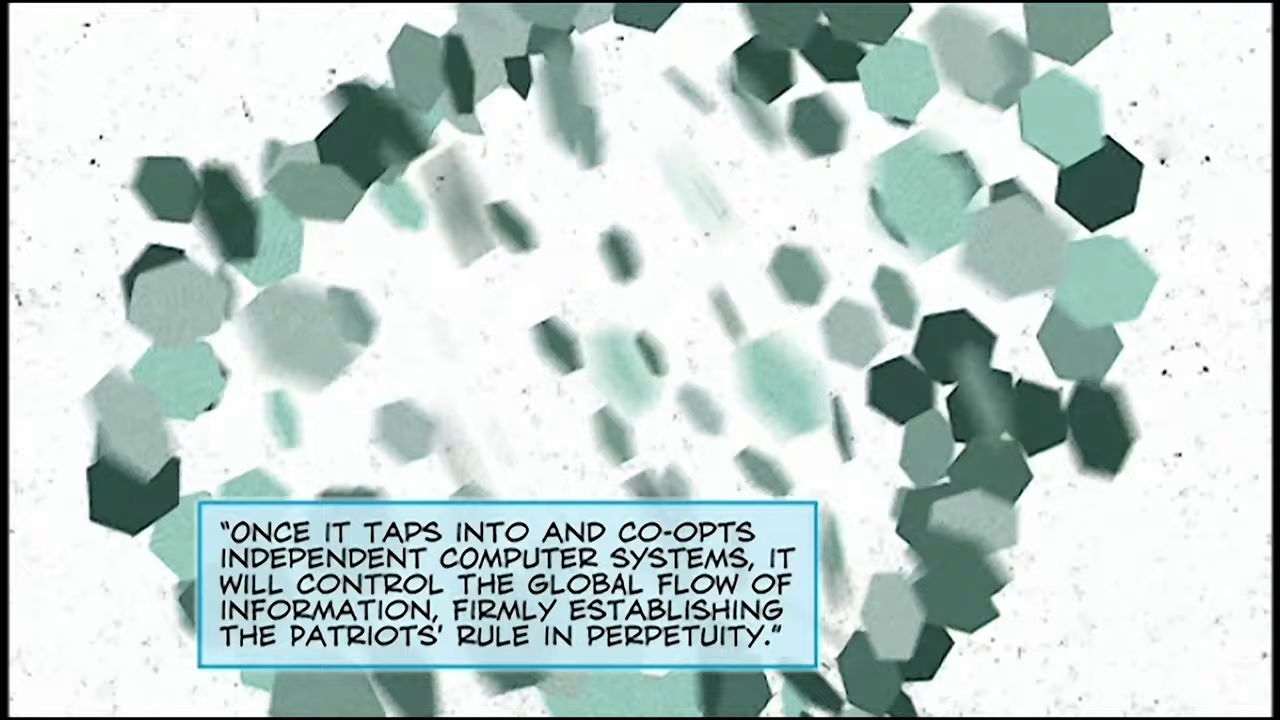 “ONCE IT TAPS INTO AND CO-OPTS
INDEPENDENT COMPUTER SYSTEMS, IT
WILL CONTROL THE GLOBAL FLOW OF
INFORMATION, FIRMLY ESTABLISHING
THE PATRIOTS’ RULE IN PERPETUITY.”